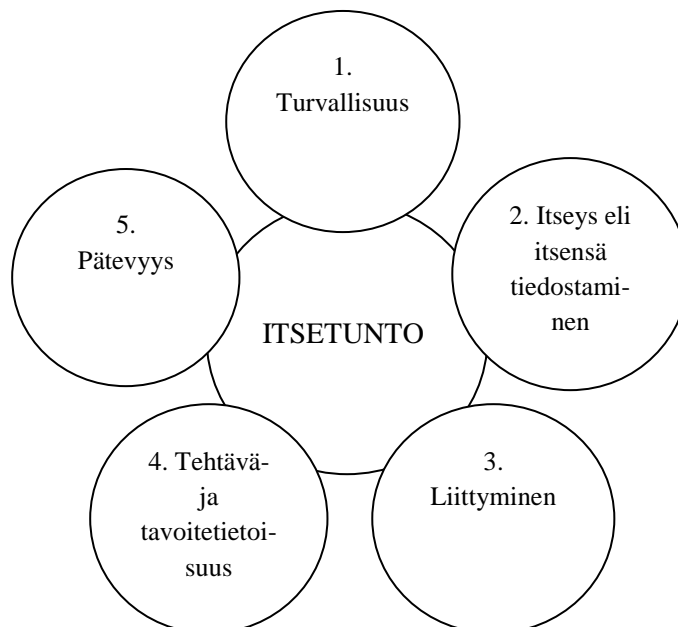 1.
Turvallisuus
2. Itseys eli
itsensä
tiedostami-
nen
3.
Liittyminen
4. Tehtävä-
ja
tavoitetietoi-
suus
5.
Pätevyys
ITSETUNTO